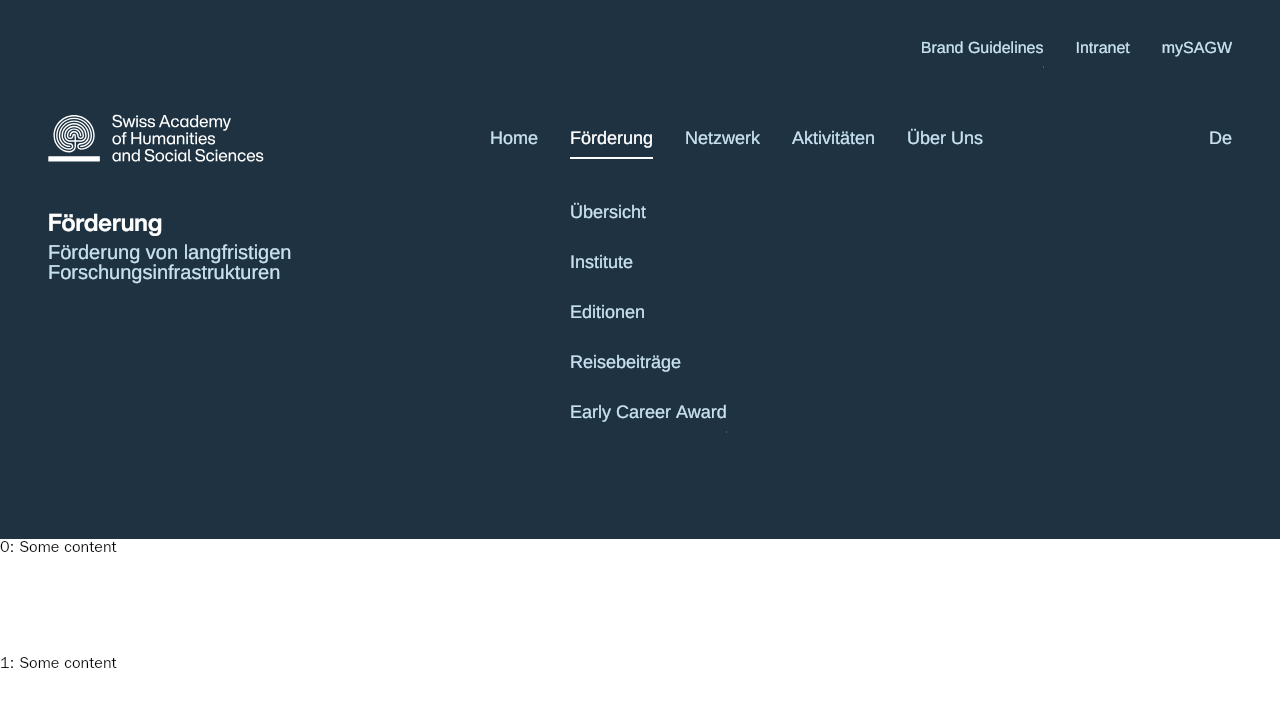 Brand Guidelines
Intranet
mySAGW
Swiss Academy
of Humanities
and Social Sciences
Home
Förderung
Netzwerk
Aktivitäten
Über Uns
De
Förderung
Förderung von langfristigen
Forschungsinfrastrukturen
Übersicht
Institute
Editionen
Reisebeiträge
Early Career Award
0: Some content
1: Some content